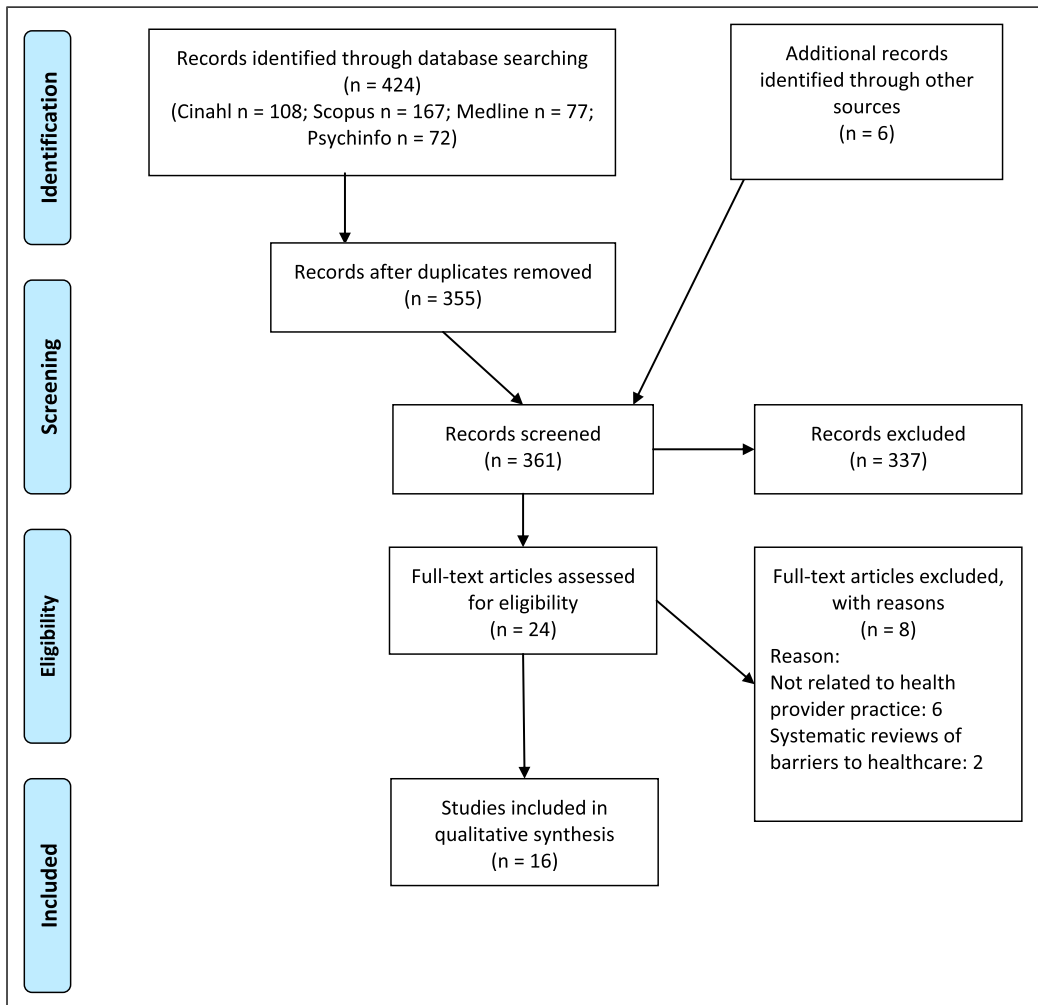 Identification
Records identified through database searching
(n = 424)
(Cinahl n = 108; Scopus n = 167; Medline n = 77;
Psychinfo n = 72)
Additional records
identified through other
sources
(n = 6)
Records after duplicates removed
(n = 355)
Screening
Records screened
(n = 361)
Records excluded
(n = 337)
Eligibility
Full-text articles assessed
for eligibility
(n = 24)
Full-text articles excluded,
with reasons
(n = 8)
Reason:
Not related to health
provider practice: 6
Systematic reviews of
barriers to healthcare: 2
Included
Studies included in
qualitative synthesis
(n = 16)